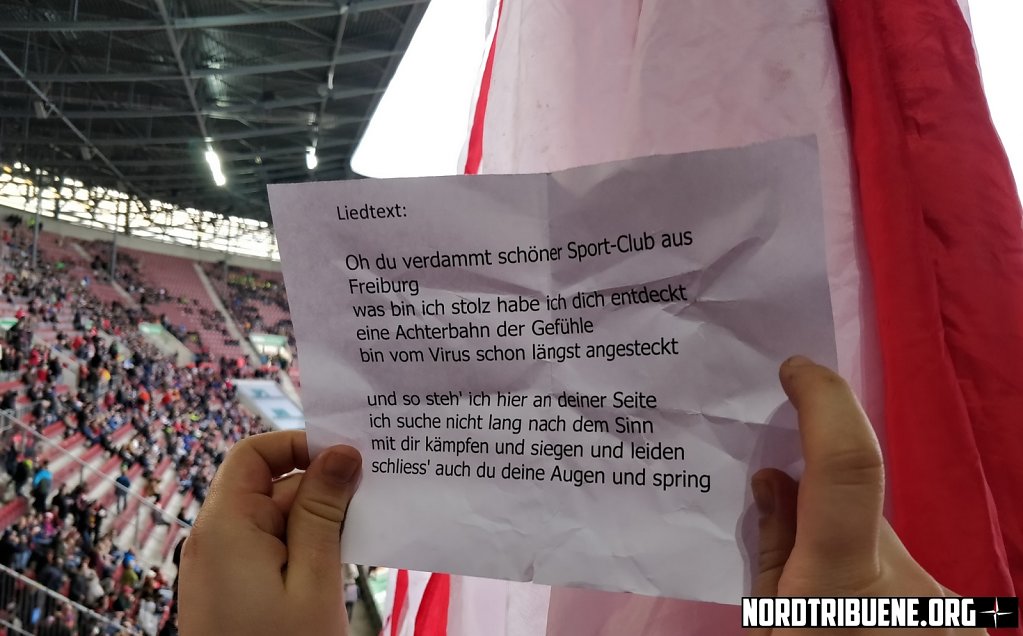 Liedtext:
Oh du verdammt schöner Sport-Club aus
Freiburg
was bin ich stolz habe ich dich entdeckt
eine Achterbahn der Gefühle
bin vom Virus schon längst angesteckt
und so steh' ich hier an deiner Seite
ich suche nicht lang nach dem Sinn
mit dir kämpfen und siegen und leiden
schliess' auch du deine Augen und spring
NORDTRIBUENE.ORG